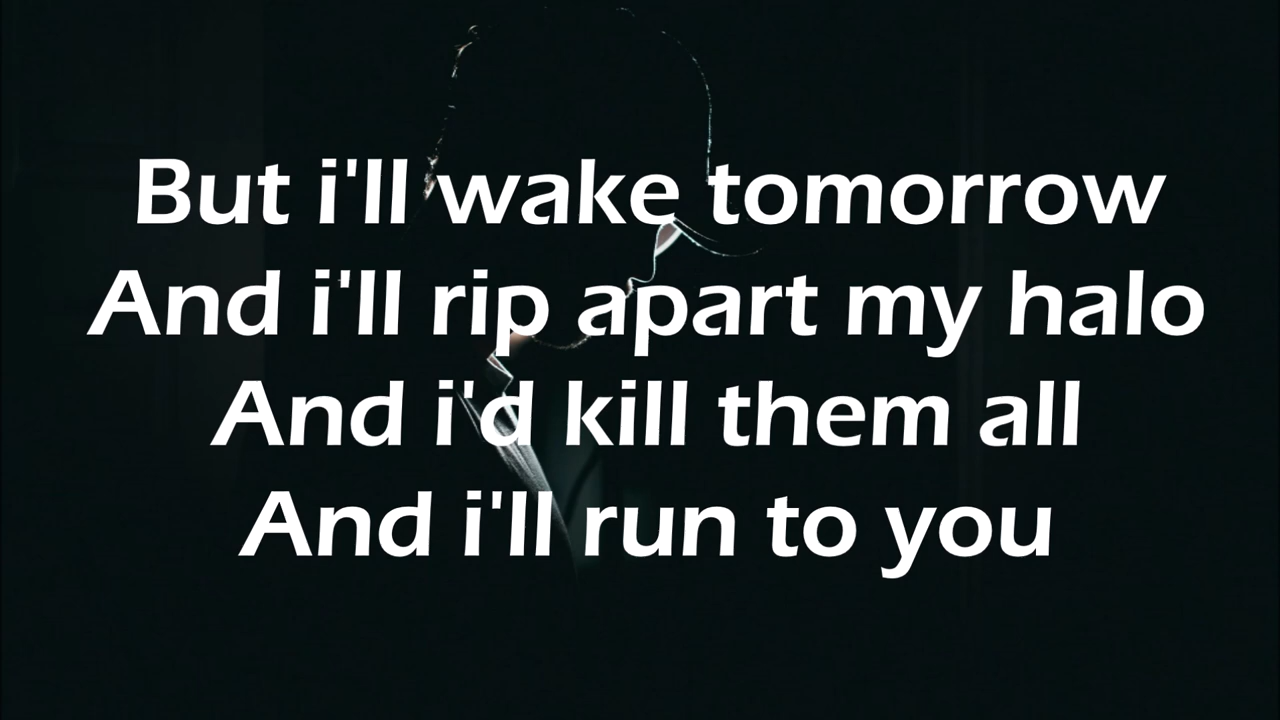 But i'll wake tomorrow
And i'll rip apart my halo
And i'd kill them all
And i'll run to you